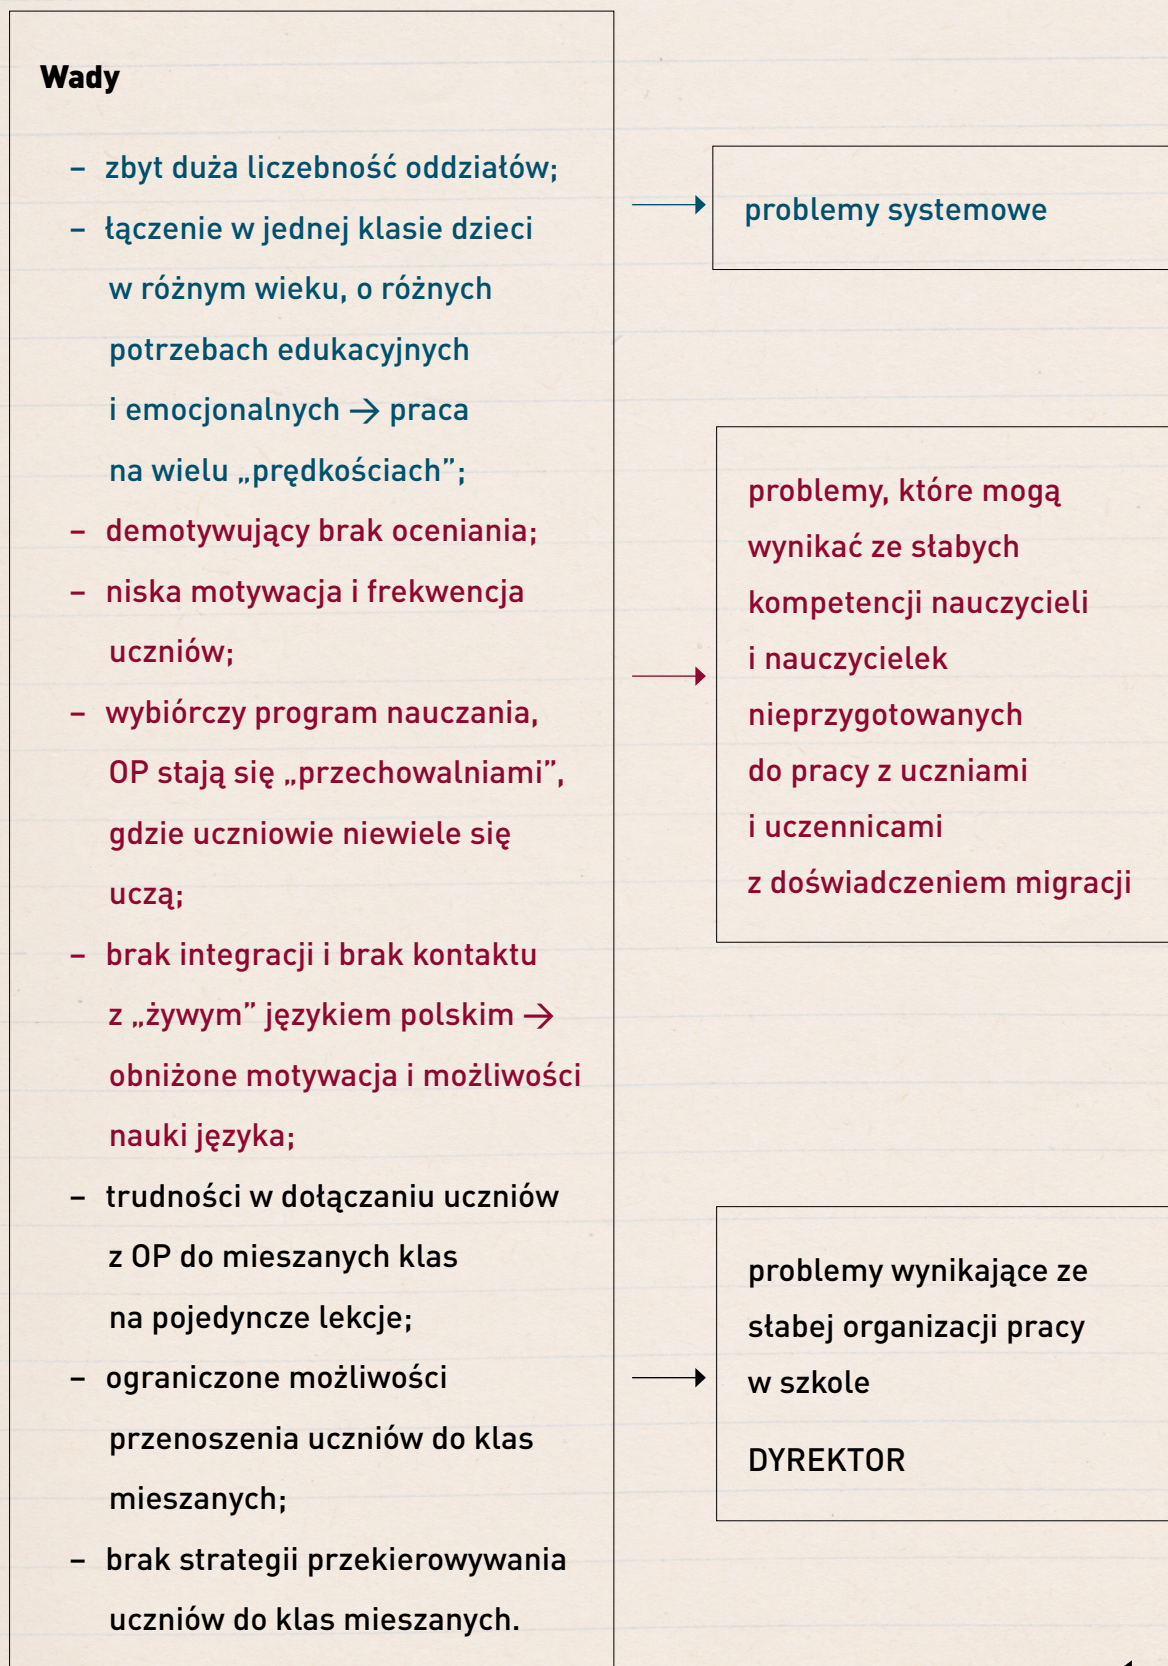 Wady
– zbyt duża liczebność oddziałów;
– łączenie w jednej klasie dzieci
w różnym wieku, o różnych
potrzebach edukacyjnych
i emocjonalnych → praca
na wielu „prędkościach”;
– demotywujący brak oceniania;
– niska motywacja i frekwencja
uczniów;
– wybiórczy program nauczania,
OP stają się „przechowalniami”,
gdzie uczniowie niewiele się
uczą;
– brak integracji i brak kontaktu
z „żywym” językiem polskim →
obniżone motywacja i możliwości
nauki języka;
– trudności w dołączaniu uczniów
z OP do mieszanych klas
na pojedyncze lekcje;
– ograniczone możliwości
przenoszenia uczniów do klas
mieszanych;
– brak strategii przekierowywania
uczniów do klas mieszanych.
problemy systemowe
problemy, które mogą
wynikać ze słabych
kompetencji nauczycieli
i nauczycielek
nieprzygotowanych
do pracy z uczniami
i uczennicami
z doświadczeniem migracji
problemy wynikające ze
słabej organizacji pracy
w szkole
DYREKTOR